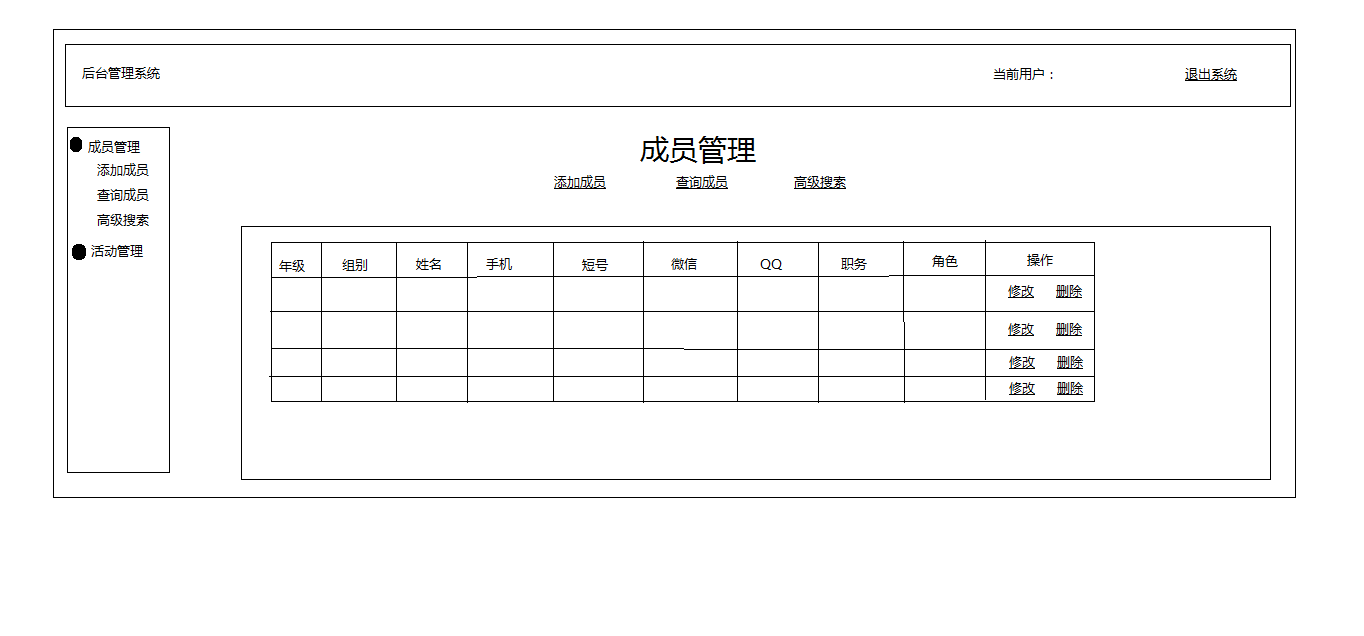 后台管理系统 当前用户： 退出系统
成员管理
添加成员
查询成员
高级搜索
活动管理
成员管理
添加成员 查询成员 高级搜索
年级 组别 姓名 手机 短号 微信 QQ 职务 角色 操作
修改 删除
修改 删除
修改 删除
修改 删除